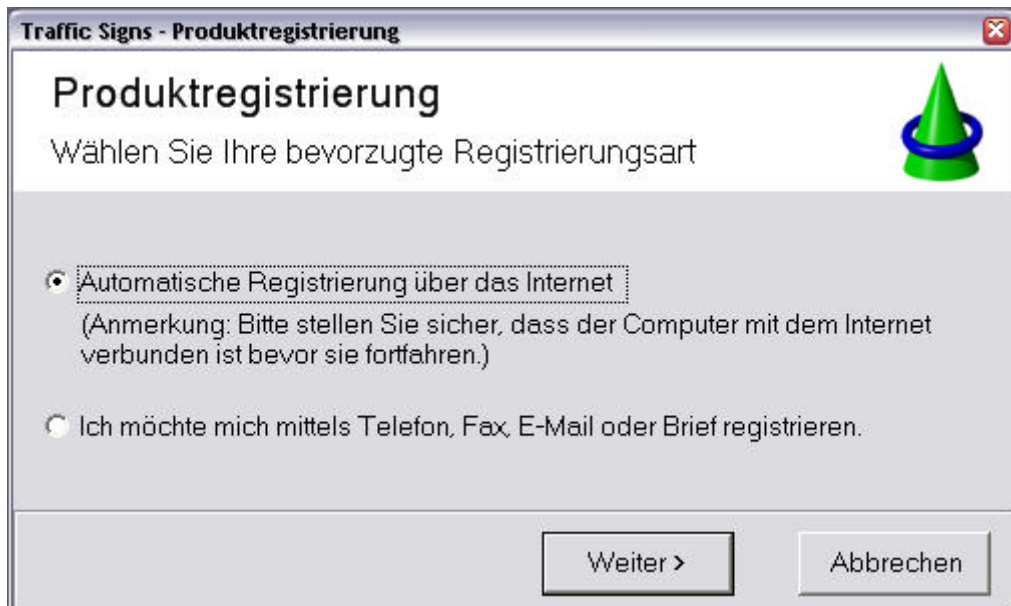 Traffic Signs - Produktregistrierung
Produktregistrierung
Wählen Sie Ihre bevorzugte Registrierungsart
Automatische Registrierung über das Internet
(Anmerkung: Bitte stellen Sie sicher, dass der Computer mit dem Internet
verbunden ist bevor sie fortfahren.)
Ich möchte mich mittels Telefon, Fax, E-Mail oder Brief registrieren.
Weiter >
Abbrechen